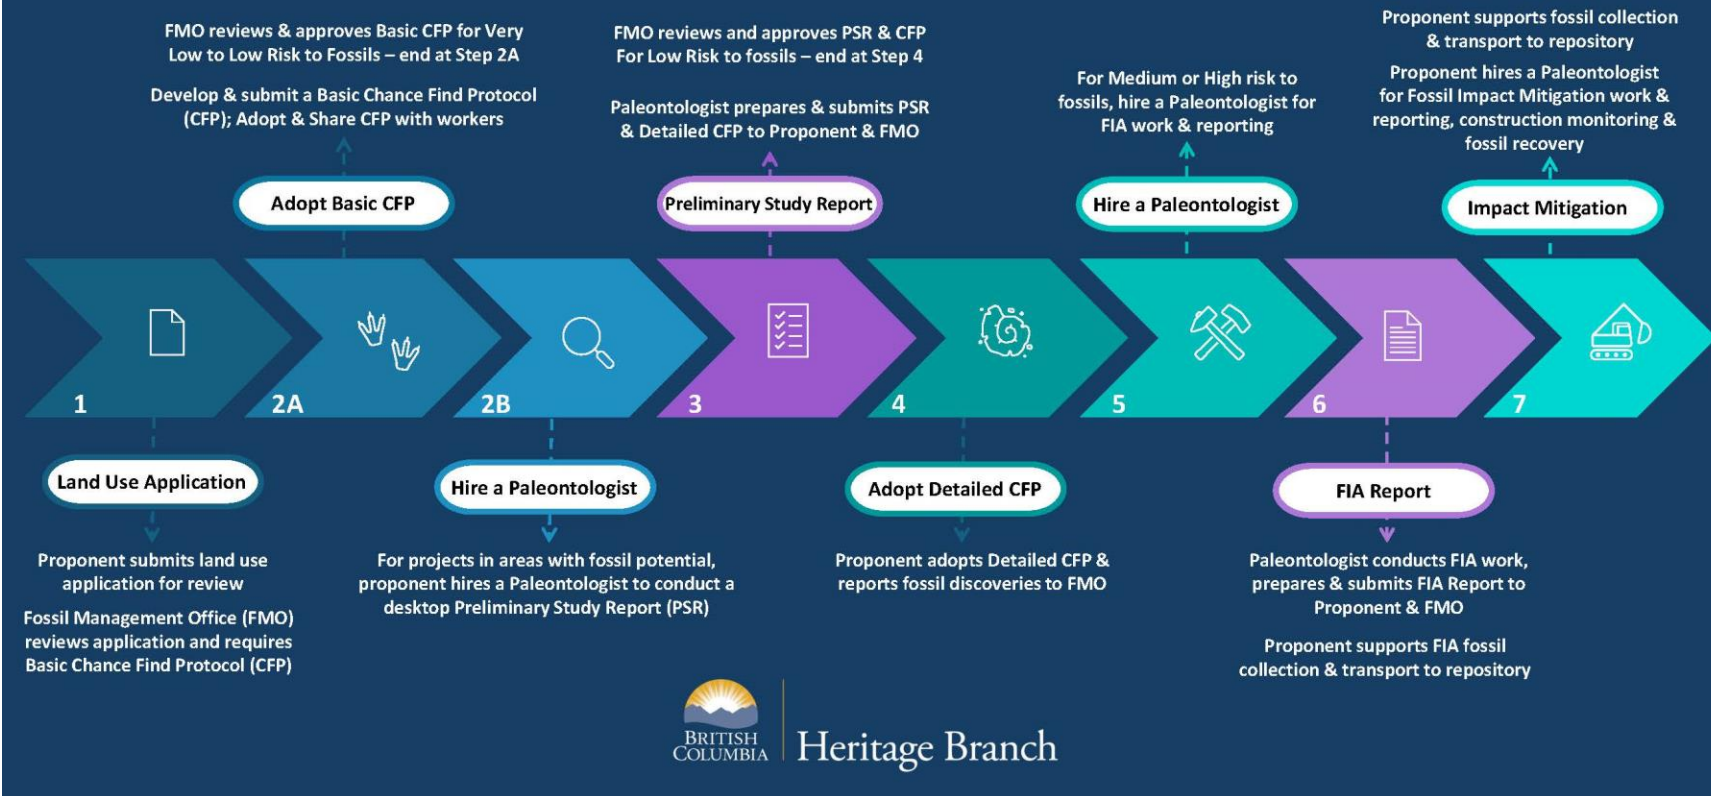 FMO reviews & approves Basic CFP for Very
Low to Low Risk to Fossils – end at Step 2A
Develop & submit a Basic Chance Find Protocol
(CFP); Adopt & Share CFP with workers
FMO reviews and approves PSR & CFP
For Low Risk to fossils – end at Step 4
Paleontologist prepares & submits PSR
& Detailed CFP to Proponent & FMO
For Medium or High risk to
fossils, hire a Paleontologist for
FIA work & reporting
Proponent supports fossil collection
& transport to repository
Proponent hires a Paleontologist
for Fossil Impact Mitigation work &
reporting, construction monitoring &
fossil recovery
Adopt Basic CFP
Preliminary Study Report
Hire a Paleontologist
Impact Mitigation
1
2A
2B
3
4
5
6
7
Land Use Application
Hire a Paleontologist
Adopt Detailed CFP
FIA Report
Proponent submits land use
application for review
Fossil Management Office (FMO)
reviews application and requires
Basic Chance Find Protocol (CFP)
For projects in areas with fossil potential,
proponent hires a Paleontologist to conduct a
desktop Preliminary Study Report (PSR)
Proponent adopts Detailed CFP &
reports fossil discoveries to FMO
Paleontologist conducts FIA work,
prepares & submits FIA Report to
Proponent & FMO
Proponent supports FIA fossil
collection & transport to repository
BRITISH
COLUMBIA
Heritage Branch